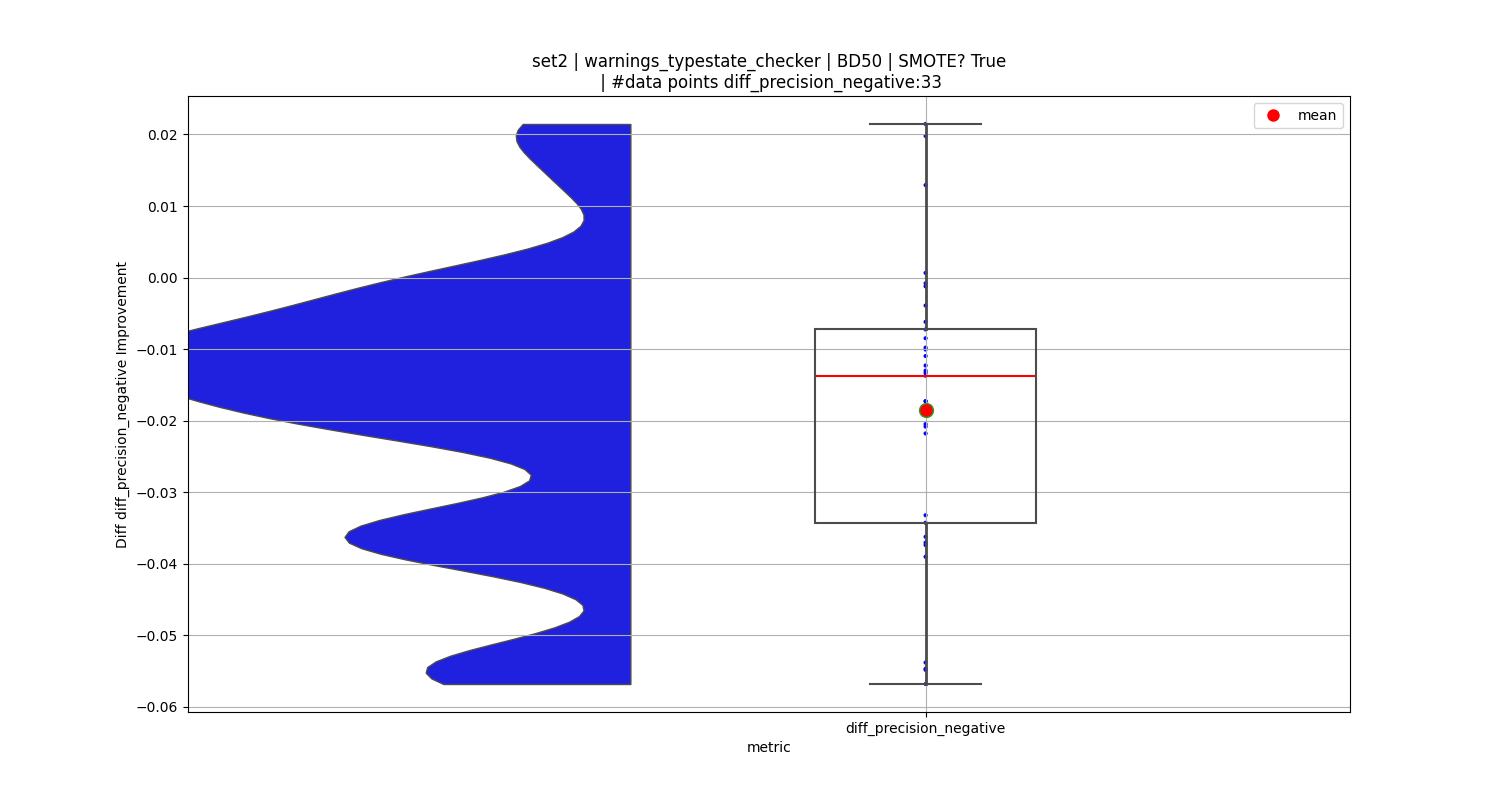 set2 | warnings_typestate_checker | BD50 | SMOTE? True
| #data points diff_precision_negative:33
mean
0.02
0.01
0.00
−0.01
−0.02
−0.03
−0.04
−0.05
−0.06
Diff diff_precision_negative Improvement
diff_precision_negative
metric